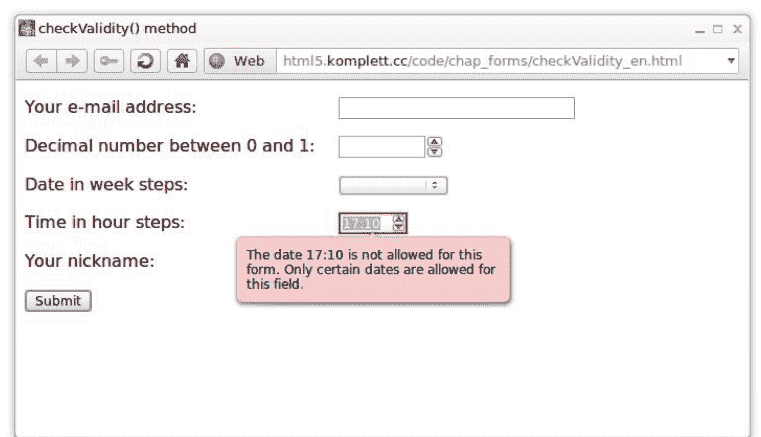 checkValidity() method
Web html5.komplett.cc/code/chap_forms/checkValidity_en.html
Your e-mail address:
Decimal number between 0 and 1:
Date in week steps:
Time in hour steps: 17:10
The date 17:10 is not allowed for this
form. Only certain dates are allowed for
this field.
Your nickname:
Submit